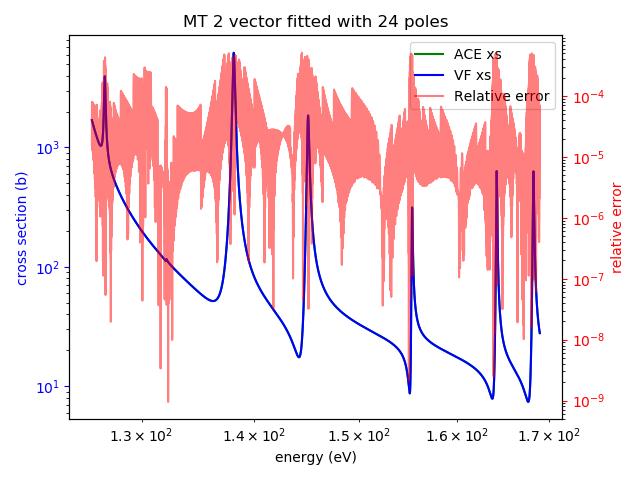 MT 2 vector fitted with 24 poles
ACE xs
VF xs
Relative error
cross section (b)
10³
10²
10¹
10⁻⁴
10⁻⁵
10⁻⁶
10⁻⁷
10⁻⁸
10⁻⁹
relative error
1.3 × 10² 1.4 × 10² 1.5 × 10² 1.6 × 10² 1.7 × 10²
energy (eV)